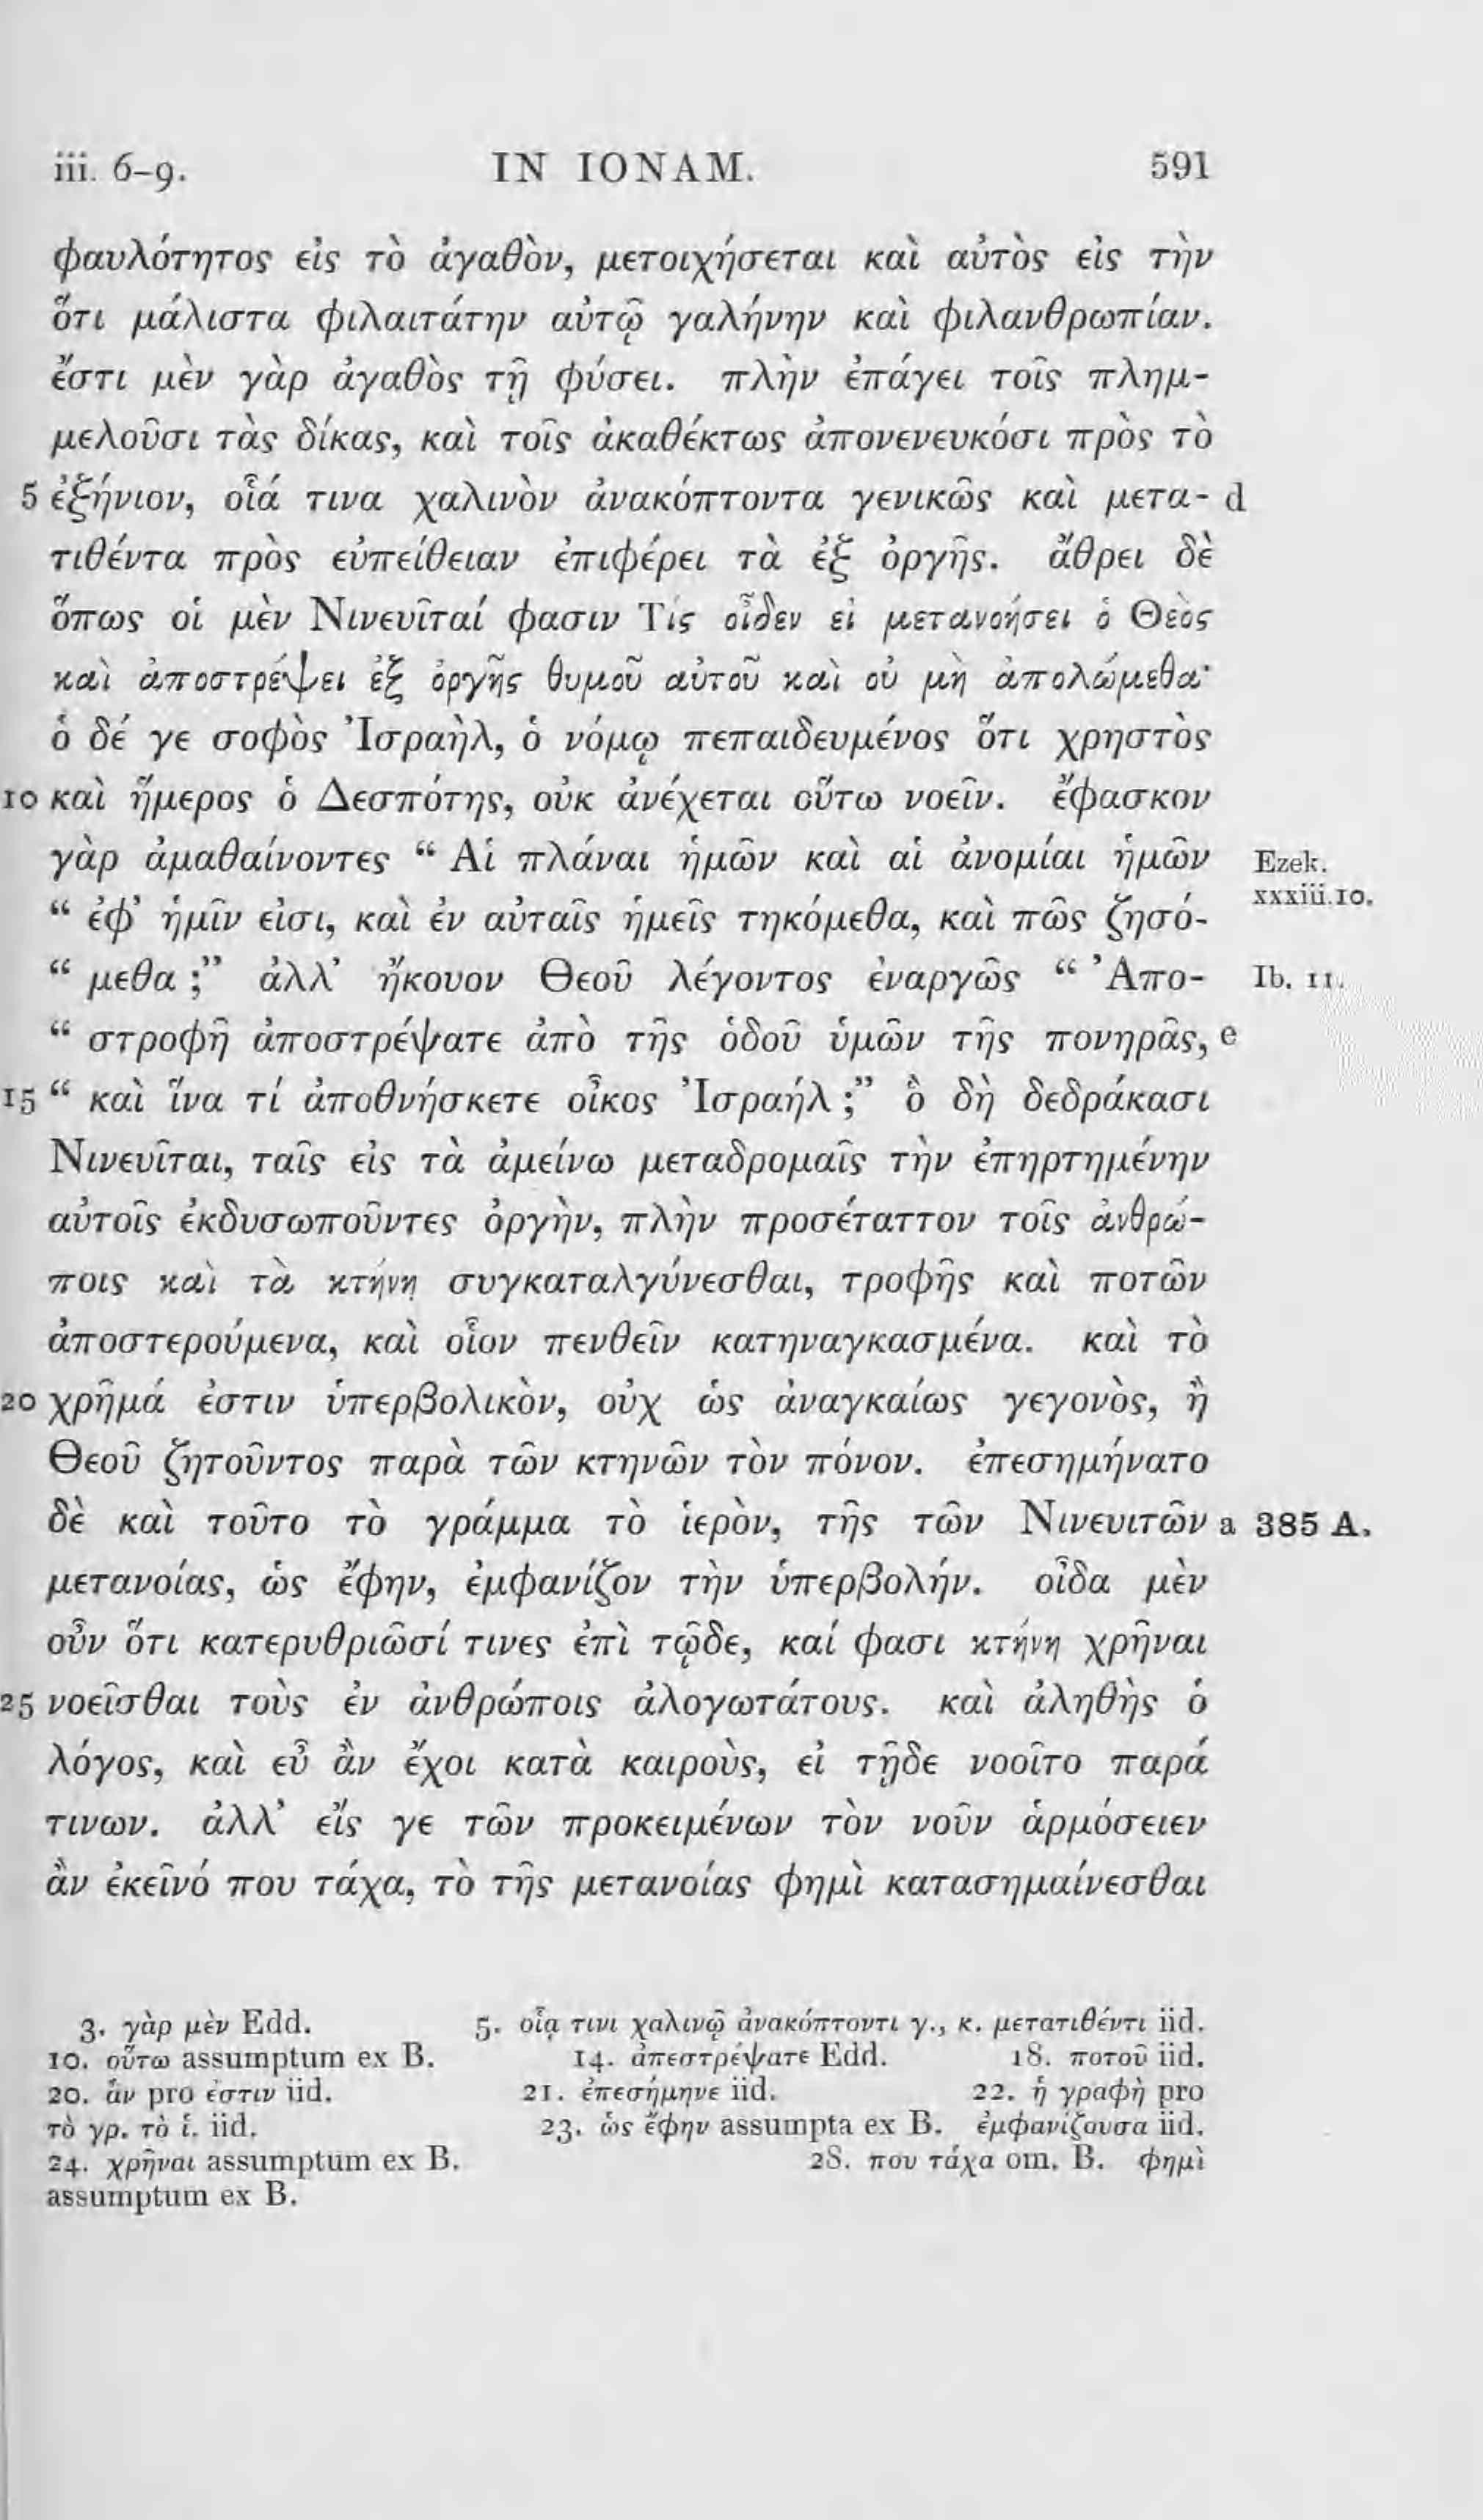 iii. 6-9. IN IONAM. 591
φαυλότητος εἰς τὸ ἀγαθὸν, μετοιχήσεται καὶ αὐτὸς εἰς τὴν
ὅτι μάλιστα φιλαιτάτην αὐτῷ γαλήνην καὶ φιλανθρωπίαν.
ἔστι μὲν γὰρ ἀγαθὸς τῇ φύσει. πλὴν ἐπάγει τοῖς πλημ-
μελοῦσι τὰς δίκας, καὶ τοῖς ἀκαθέκτως ἀπονενευκόσι πρὸς τὸ
5 ἐξήνιον, οἷά τινα χαλινὸν ἀνακόπτοντα γενικῶς καὶ μετα- d
τιθέντα πρὸς εὐπείθειαν ἐπιφέρει τὰ ἐξ ὀργῆς. ἄθρει δὲ
ὅπως οἱ μὲν Νινευῖταί φασιν Τίς οἶδεν εἰ μετανοήσει ὁ Θεὸς
καὶ ἀποστρέψει ἐξ ὀργῆς θυμοῦ αὐτοῦ καὶ οὐ μὴ ἀπολώμεθα·
ὁ δέ γε σοφὸς Ἰσραὴλ, ὁ νόμῳ πεπαιδευμένος ὅτι χρηστὸς
10 καὶ ἥμερος ὁ Δεσπότης, οὐκ ἀνέχεται οὕτω νοεῖν. ἔφασκον
γὰρ ἀμαθαίνοντες “ Αἱ πλάναι ἡμῶν καὶ αἱ ἀνομίαι ἡμῶν Ezek.
“ ἐφ’ ἡμῖν εἰσι, καὶ ἐν αὐταῖς ἡμεῖς τηκόμεθα, καὶ πῶς ζησό- xxxiii.10.
“ μεθα ;” ἀλλ’ ἤκουον Θεοῦ λέγοντος ἐναργῶς “ Ἀπο- Ib. 11.
“ στροφῇ ἀποστρέψατε ἀπὸ τῆς ὁδοῦ ὑμῶν τῆς πονηρᾶς, e
15 “ καὶ ἵνα τί ἀποθνήσκετε οἶκος Ἰσραήλ ;” ὃ δὴ δεδράκασι
Νινευῖται, ταῖς εἰς τὰ ἀμείνω μεταδρομαῖς τὴν ἐπηρτημένην
αὐτοῖς ἐκδυσωποῦντες ὀργὴν, πλὴν προσέταττον τοῖς ἀνθρώ-
ποις καὶ τὰ κτήνη συγκαταλγύνεσθαι, τροφῆς καὶ ποτῶν
ἀποστερούμενα, καὶ οἷον πενθεῖν κατηναγκασμένα. καὶ τὸ
20 χρῆμά ἐστιν ὑπερβολικὸν, οὐχ ὡς ἀναγκαίως γεγονὸς, ἢ
Θεοῦ ζητοῦντος παρὰ τῶν κτηνῶν τὸν πόνον. ἐπεσημήνατο
δὲ καὶ τοῦτο τὸ γράμμα τὸ ἱερὸν, τῆς τῶν Νινευιτῶν a 385 A.
μετανοίας, ὡς ἔφην, ἐμφανίζον τὴν ὑπερβολήν. οἶδα μὲν
οὖν ὅτι κατερυθριῶσί τινες ἐπὶ τῷδε, καί φασι κτήνη χρῆναι
25 νοεῖσθαι τοὺς ἐν ἀνθρώποις ἀλογωτάτους. καὶ ἀληθὴς ὁ
λόγος, καὶ εὖ ἂν ἔχοι κατὰ καιροὺς, εἰ τῇδε νοοῖτο παρά
τινων. ἀλλ’ εἴς γε τῶν προκειμένων τὸν νοῦν ἁρμόσειεν
ἂν ἐκεῖνό που τάχα, τὸ τῆς μετανοίας φημὶ κατασημαίνεσθαι
3. γὰρ μὲν Edd. 5. οἷᾳ τινι χαλινῷ ἀνακόπτοντι γ., κ. μετατιθέντι iid.
10. οὕτω assumptum ex B. 14. ἀπεστρέψατε Edd. 18. ποτοῦ iid.
20. ἂν pro ἐστιν iid. 21. ἐπεσήμηνε iid. 22. ἡ γραφὴ pro
τὸ γρ. τὸ ἱ. iid. 23. ὡς ἔφην assumpta ex B. ἐμφανίζουσα iid.
24. χρῆναι assumptum ex B. 28. που τάχα om. B. φημὶ
assumptum ex B.